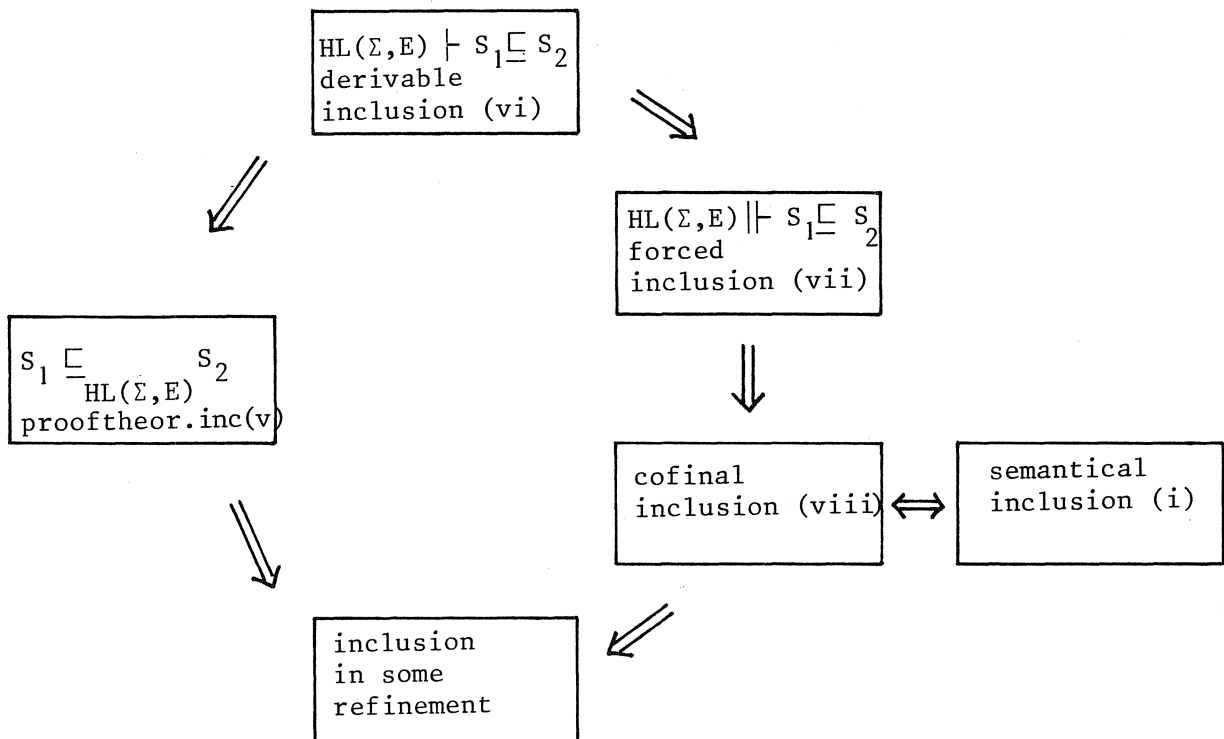 HL(Σ,E) ⊢ S₁ ⊑ S₂
derivable
inclusion (vi)
HL(Σ,E) ⊩ S₁ ⊑ S₂
forced
inclusion (vii)
S₁ ⊑ HL(Σ,E) S₂
prooftheor.inc(v)
cofinal
inclusion (viii)
semantical
inclusion (i)
inclusion
in some
refinement